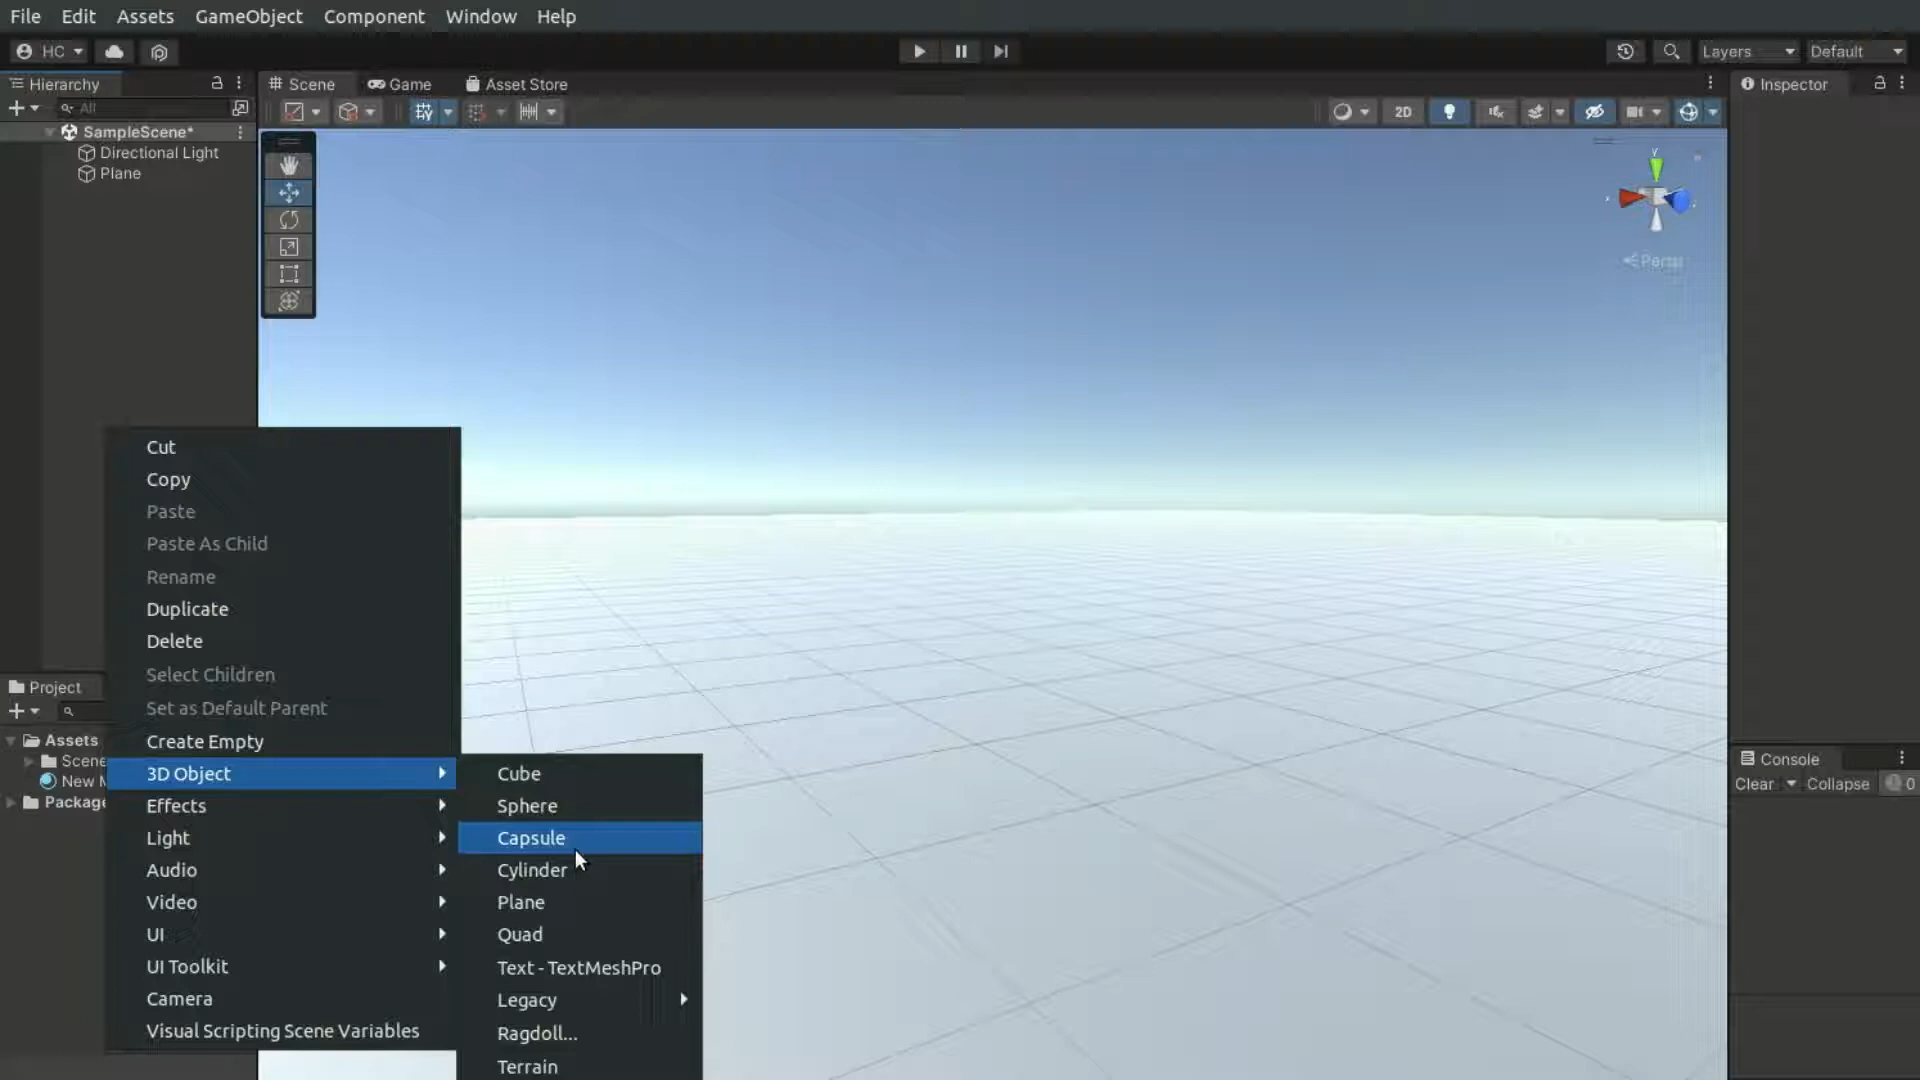 File Edit Assets GameObject Component Window Help
HC Layers Default
Hierarchy Scene Game Asset Store Inspector
All 2D
SampleScene*
Directional Light
Plane
y
x
Persp
Cut
Copy
Paste
Paste As Child
Rename
Duplicate
Delete
Select Children
Set as Default Parent
Create Empty
3D Object
Effects
Light
Audio
Video
UI
UI Toolkit
Camera
Visual Scripting Scene Variables
Cube
Sphere
Capsule
Cylinder
Plane
Quad
Text - TextMeshPro
Legacy
Ragdoll...
Terrain
Project
Assets
Scene
New M
Package
Console
Clear Collapse 0